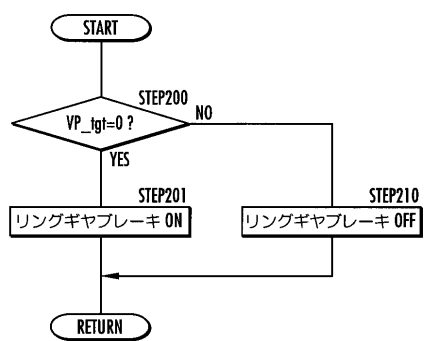 START
STEP200
VP_tgt=0 ?
NO
YES
STEP201
リングギヤブレーキ ON
STEP210
リングギヤブレーキ OFF
RETURN